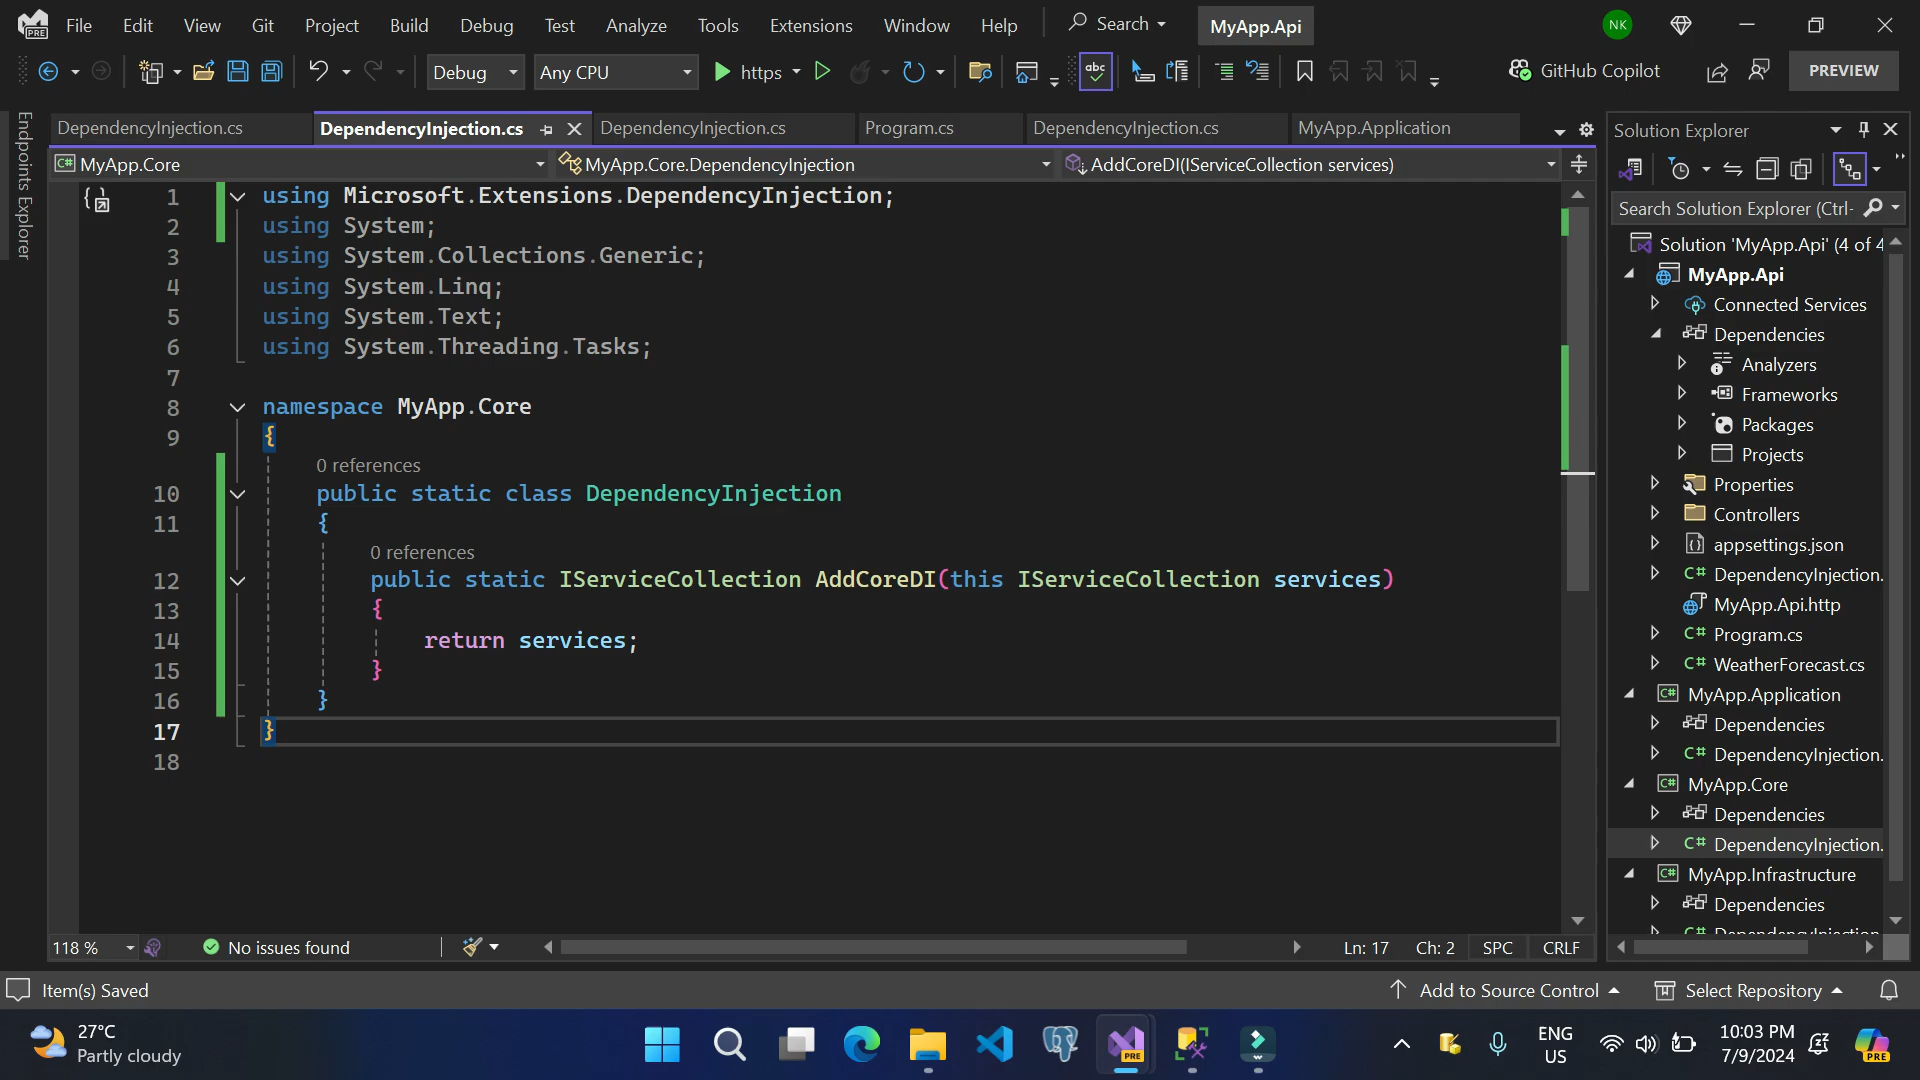 File Edit View Git Project Build Debug Test Analyze Tools Extensions Window Help Search MyApp.Api NK
PRE
Debug Any CPU https abc GitHub Copilot PREVIEW
Endpoints Explorer
DependencyInjection.cs DependencyInjection.cs DependencyInjection.cs Program.cs DependencyInjection.cs MyApp.Application
C# MyApp.Core MyApp.Core.DependencyInjection AddCoreDI(IServiceCollection services)
1 using Microsoft.Extensions.DependencyInjection;
2 using System;
3 using System.Collections.Generic;
4 using System.Linq;
5 using System.Text;
6 using System.Threading.Tasks;
7
8 namespace MyApp.Core
9 {
0 references
10 public static class DependencyInjection
11 {
0 references
12 public static IServiceCollection AddCoreDI(this IServiceCollection services)
13 {
14 return services;
15 }
16 }
17 }
18
118 % No issues found Ln: 17 Ch: 2 SPC CRLF
Solution Explorer
Search Solution Explorer (Ctrl-
Solution 'MyApp.Api' (4 of 4
MyApp.Api
Connected Services
Dependencies
Analyzers
Frameworks
Packages
Projects
Properties
Controllers
appsettings.json
C# DependencyInjection.
MyApp.Api.http
C# Program.cs
C# WeatherForecast.cs
C# MyApp.Application
Dependencies
C# DependencyInjection.
C# MyApp.Core
Dependencies
C# DependencyInjection.
C# MyApp.Infrastructure
Dependencies
C# DependencyInjection
Item(s) Saved Add to Source Control Select Repository
27°C
Partly cloudy
PRE
ENG
US
10:03 PM
7/9/2024
PRE